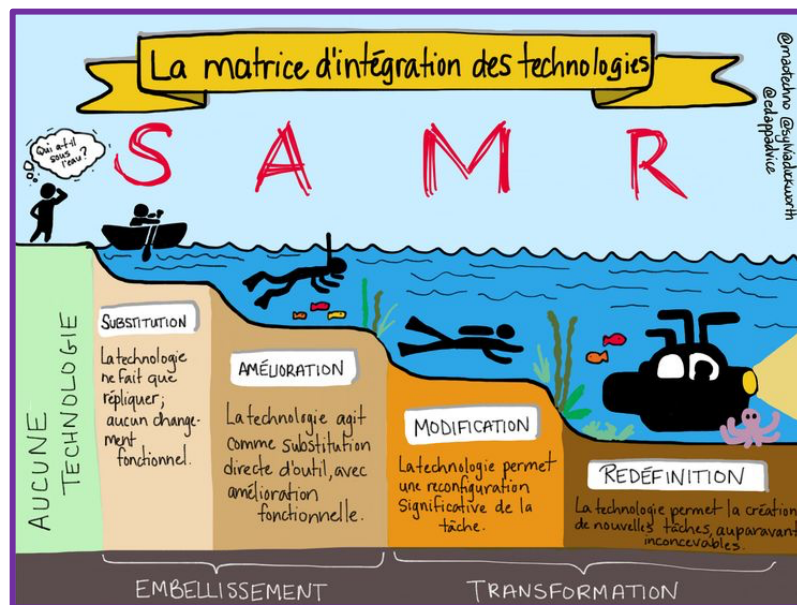 La matrice d'intégration des technologies
@maotechno @sylviaduckworth
@edappadvice
S A M R
Qui a-t-il
sous
l'eau?
AUCUNE
TECHNOLOGIE
SUBSTITUTION
La technologie
ne fait que
répliquer;
aucun change-
ment
fonctionnel.
AMÉLIORATION
La technologie agit
comme substitution
directe d'outil, avec
amélioration
fonctionnelle.
MODIFICATION
La technologie permet
une reconfiguration
Significative de la
tâche.
REDÉFINITION
La technologie permet la création
de nouvelles tâches, auparavant
inconcevables.
EMBELLISSEMENT
TRANSFORMATION